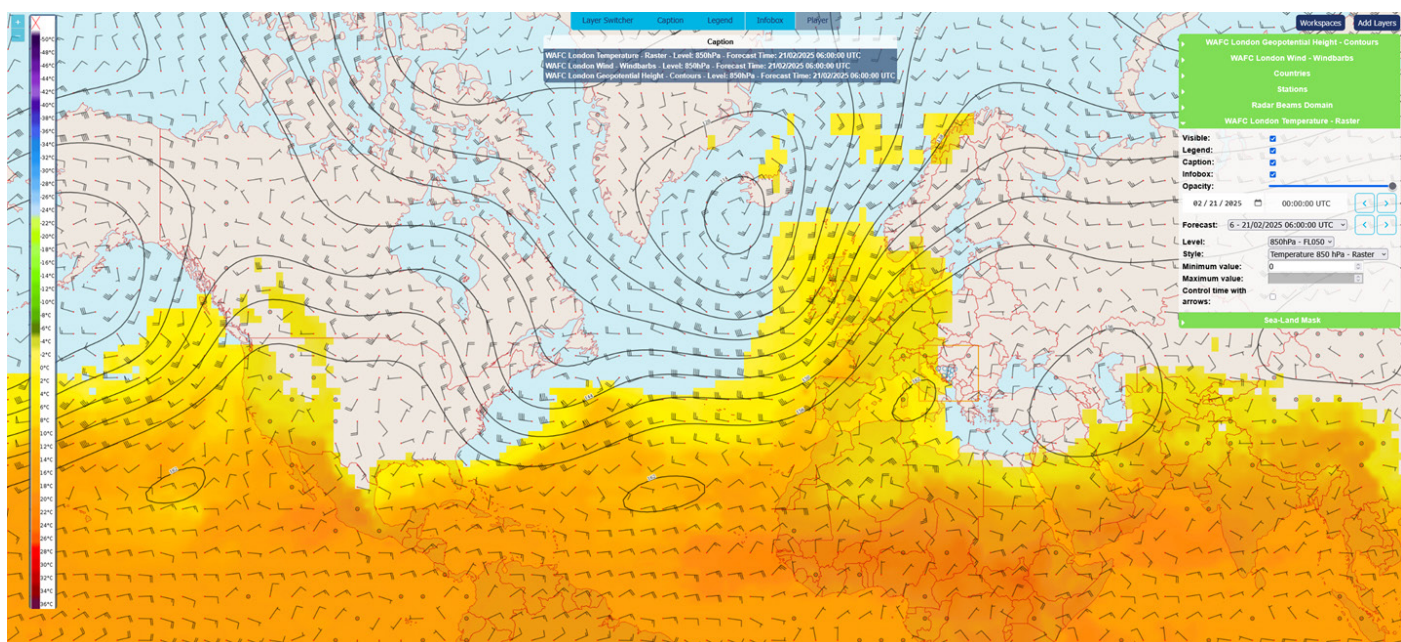 +
Layer Switcher
Caption
Legend
Infobox
Player
Workspaces
Add Layers
Caption
WAFC London Temperature - Raster - Level: 850hPa - Forecast Time: 21/02/2025 06:00:00 UTC
WAFC London Wind - Windbarbs - Level: 850hPa - Forecast Time: 21/02/2025 06:00:00 UTC
WAFC London Geopotential Height - Contours - Level: 850hPa - Forecast Time: 21/02/2025 06:00:00 UTC
WAFC London Geopotential Height - Contours
WAFC London Wind - Windbarbs
Countries
Stations
Radar Beams Domain
WAFC London Temperature - Raster
Visible:
Legend:
Caption:
Infobox:
Opacity:
02 / 21 / 2025
00:00:00 UTC
Forecast: 6 - 21/02/2025 06:00:00 UTC
Level: 850hPa - FL050
Style: Temperature 850 hPa - Raster
Minimum value: 0
Maximum value:
Control time with
arrows:
Sea-Land Mask
-50°C
-48°C
-46°C
-44°C
-42°C
-40°C
-38°C
-36°C
-34°C
-32°C
-30°C
-28°C
-26°C
-24°C
-22°C
-20°C
-18°C
-16°C
-14°C
-12°C
-10°C
-8°C
-6°C
-4°C
-2°C
0°C
2°C
4°C
6°C
8°C
10°C
12°C
14°C
16°C
18°C
20°C
22°C
24°C
26°C
28°C
30°C
32°C
34°C
36°C